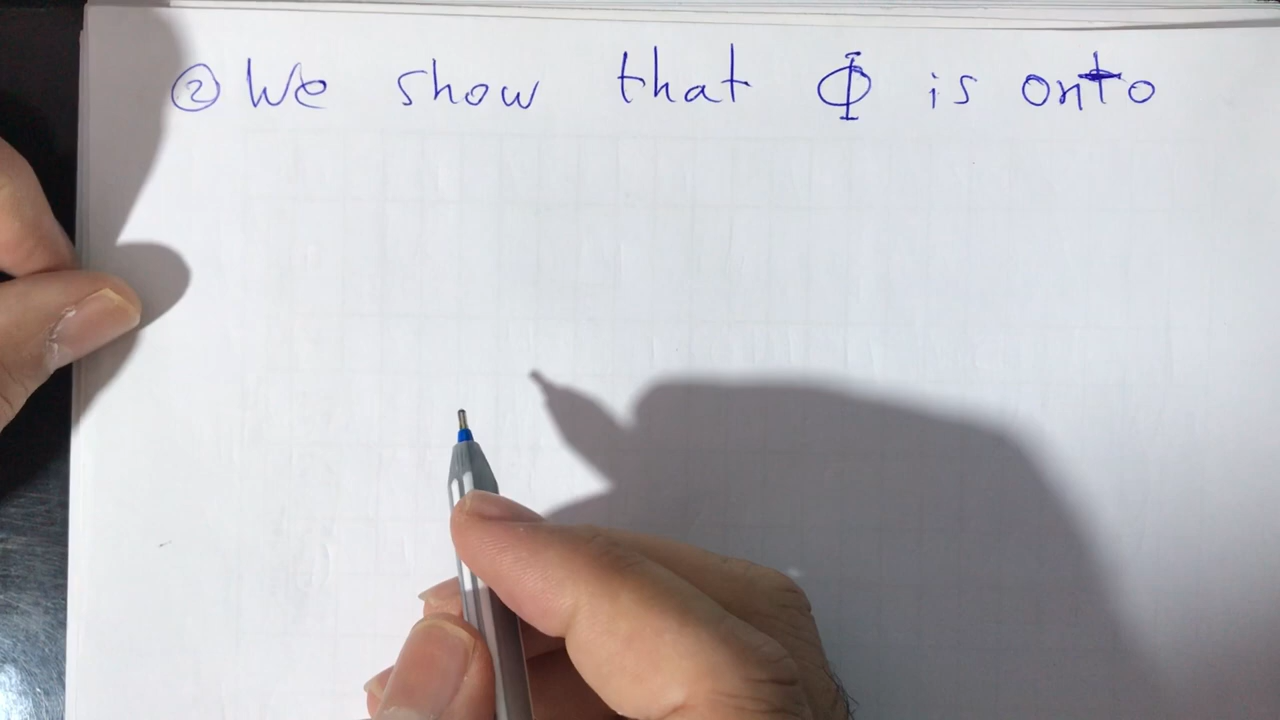 ② We show that Φ is onto